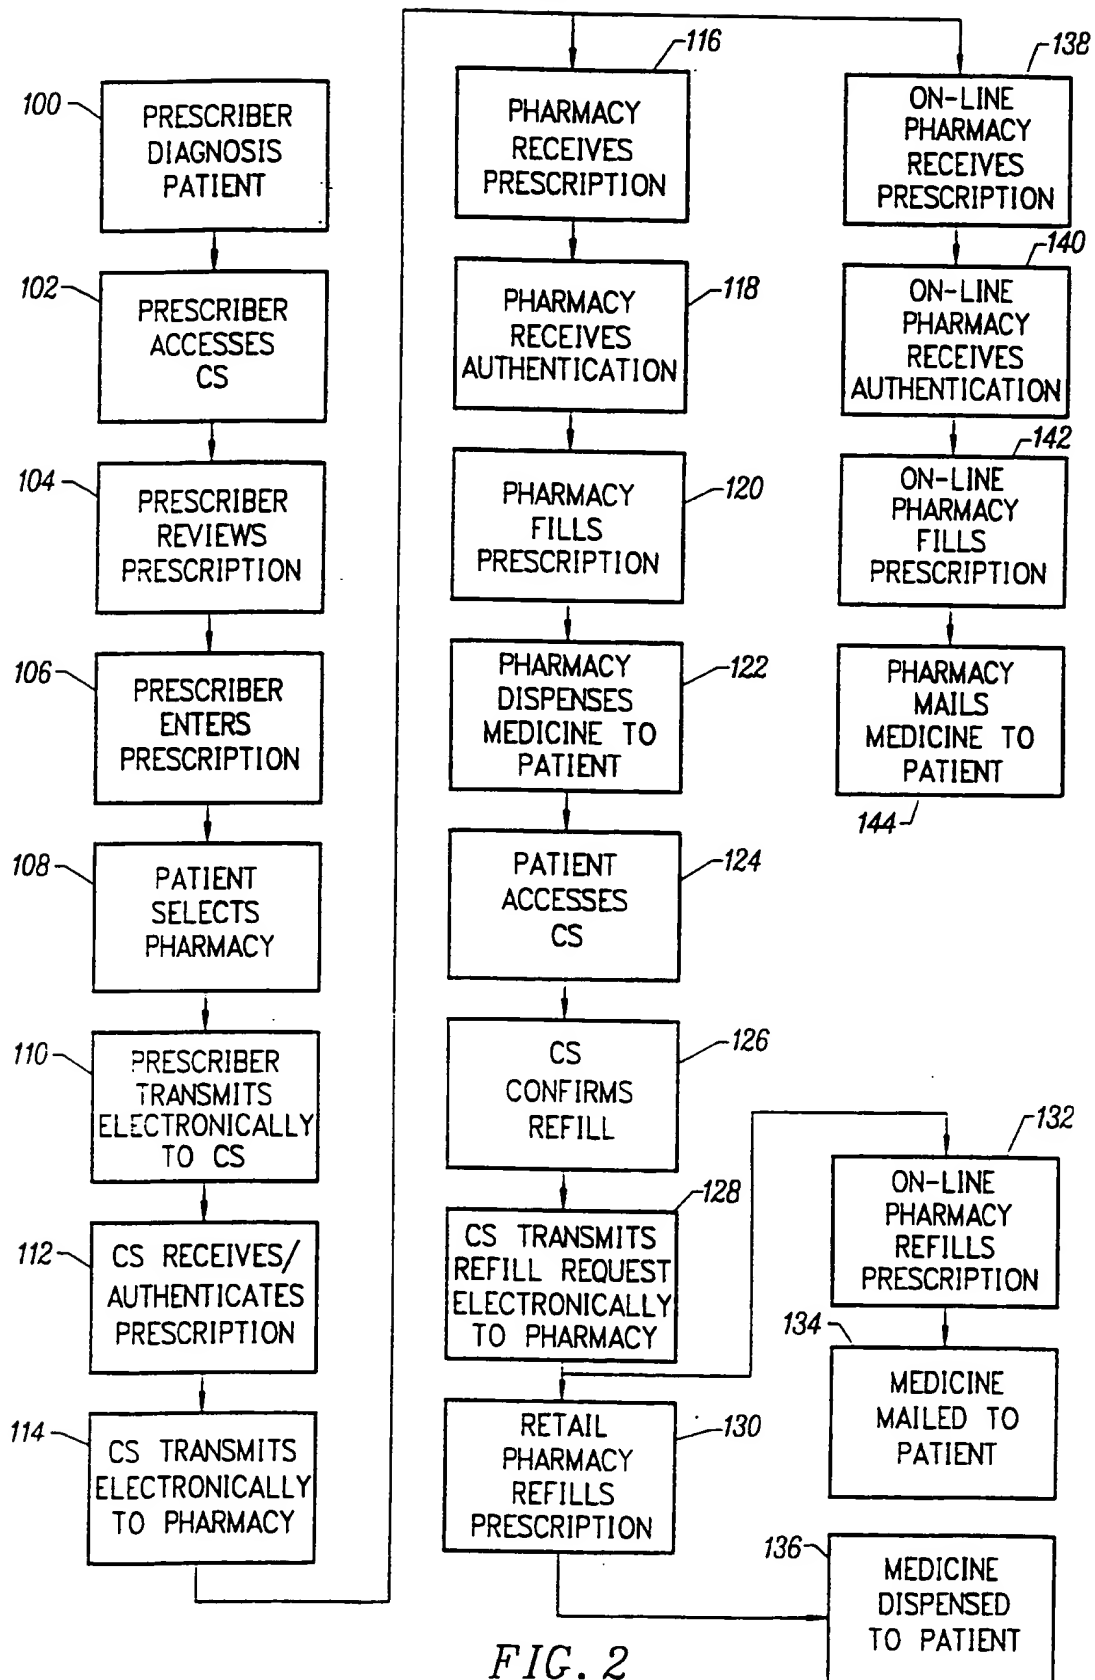 100
PRESCRIBER
DIAGNOSIS
PATIENT
102
PRESCRIBER
ACCESSES
CS
104
PRESCRIBER
REVIEWS
PRESCRIPTION
106
PRESCRIBER
ENTERS
PRESCRIPTION
108
PATIENT
SELECTS
PHARMACY
110
PRESCRIBER
TRANSMITS
ELECTRONICALLY
TO CS
112
CS RECEIVES/
AUTHENTICATES
PRESCRIPTION
114
CS TRANSMITS
ELECTRONICALLY
TO PHARMACY
116
PHARMACY
RECEIVES
PRESCRIPTION
118
PHARMACY
RECEIVES
AUTHENTICATION
120
PHARMACY
FILLS
PRESCRIPTION
122
PHARMACY
DISPENSES
MEDICINE TO
PATIENT
124
PATIENT
ACCESSES
CS
126
CS
CONFIRMS
REFILL
128
CS TRANSMITS
REFILL REQUEST
ELECTRONICALLY
TO PHARMACY
130
RETAIL
PHARMACY
REFILLS
PRESCRIPTION
138
ON-LINE
PHARMACY
RECEIVES
PRESCRIPTION
140
ON-LINE
PHARMACY
RECEIVES
AUTHENTICATION
142
ON-LINE
PHARMACY
FILLS
PRESCRIPTION
PHARMACY
MAILS
MEDICINE TO
PATIENT
144
132
ON-LINE
PHARMACY
REFILLS
PRESCRIPTION
134
MEDICINE
MAILED TO
PATIENT
136
MEDICINE
DISPENSED
TO PATIENT
FIG. 2